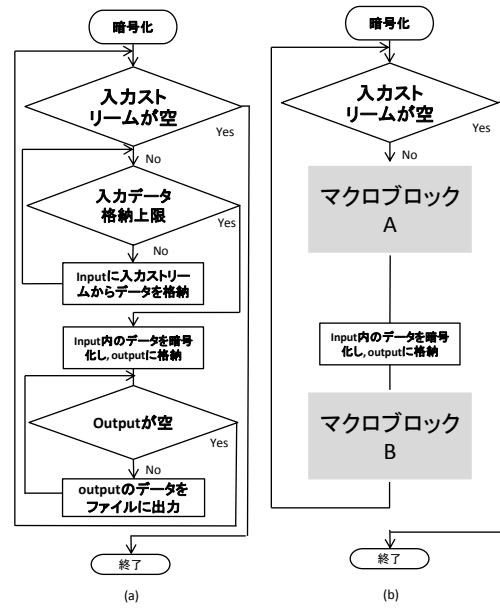 暗号化
入力スト
リームが空
Yes
No
入力データ
格納上限
Yes
No
Inputに入力ストリー
ムからデータを格納
Input内のデータを暗号
化し, outputに格納
Outputが空
Yes
No
outputのデータを
ファイルに出力
終了
(a)
暗号化
入力スト
リームが空
Yes
No
マクロブロック
A
Input内のデータを暗号
化し, outputに格納
マクロブロック
B
終了
(b)